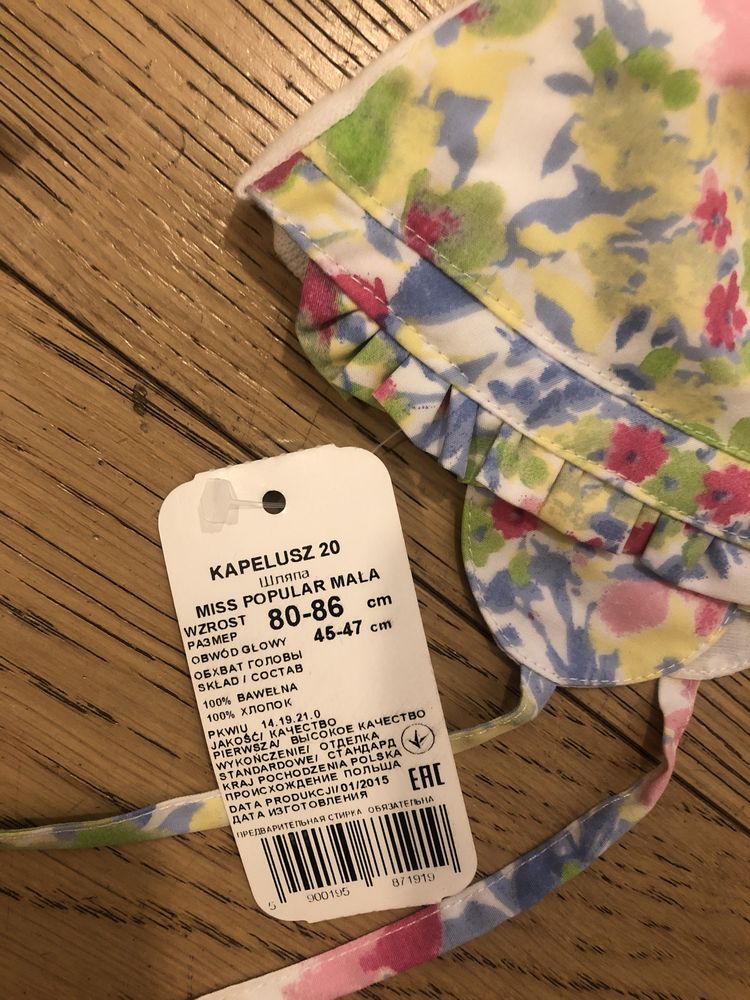 KAPELUSZ 20
Шляпа
MISS POPULAR MAŁA
WZROST 80-86 cm
РАЗМЕР
OBWÓD GŁOWY 45-47 cm
ОБХВАТ ГОЛОВЫ
SKŁAD / СОСТАВ
100% BAWEŁNA
100% ХЛОПОК
PKWIU 14.19.21.0
JAKOŚĆ/ КАЧЕСТВО
PIERWSZA/ ВЫСОКОЕ КАЧЕСТВО
WYKOŃCZENIE/ ОТДЕЛКА
STANDARDOWE/ СТАНДАРД
KRAJ POCHODZENIA POLSKA
ПРОИСХОЖДЕНИЕ ПОЛЬША
DATA PRODUKCJI/01/2015
ДАТА ИЗГОТОВЛЕНИЯ
EAC
ПРЕДВАРИТЕЛЬНАЯ СТИРКА ОБЯЗАТЕЛЬНА
5 900195 871919